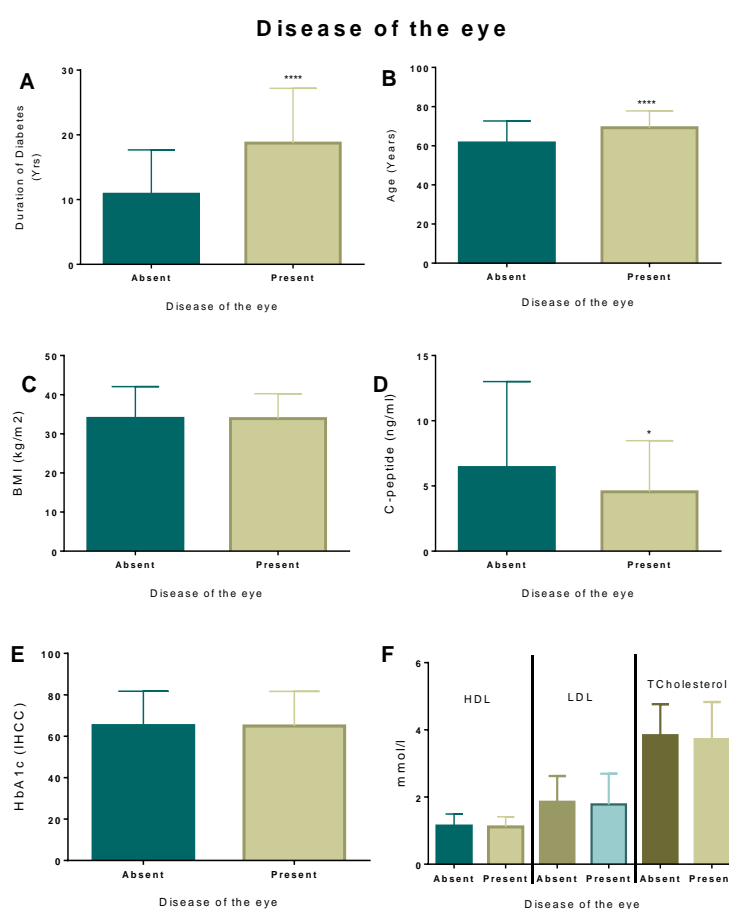 Disease of the eye
A
Duration of Diabetes
(Yrs)
30
20
10
0
****
Absent Present
Disease of the eye
B
Age (Years)
100
80
60
40
20
0
****
Absent Present
Disease of the eye
C
BMI (kg/m2)
50
40
30
20
10
0
Absent Present
Disease of the eye
D
C-peptide (ng/ml)
15
10
5
0
*
Absent Present
Disease of the eye
E
HbA1c (IHCC)
100
80
60
40
20
0
Absent Present
Disease of the eye
F
mmol/l
6
4
2
0
HDL LDL TCholesterol
Absent Present Absent Present Absent Present
Disease of the eye